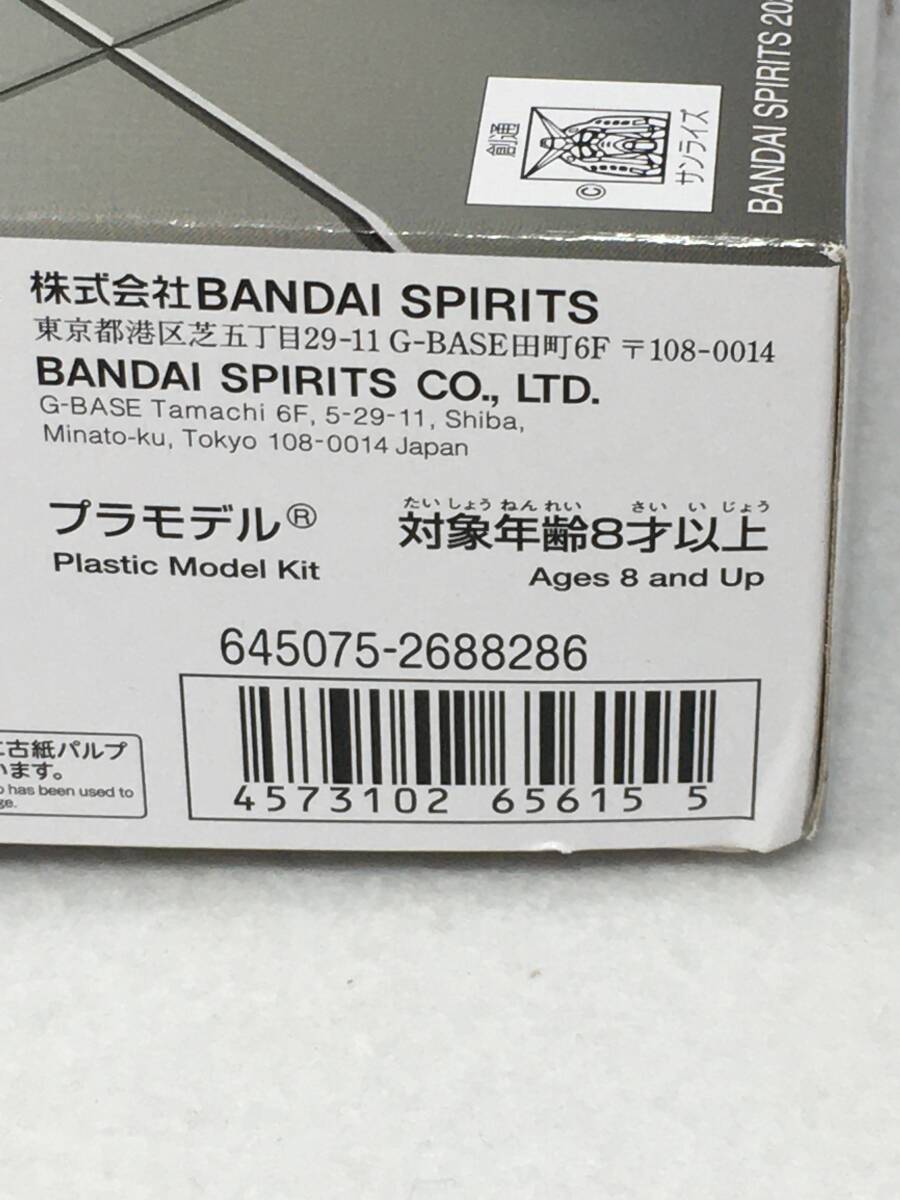 BANDAI SPIRITS
創通
©
サンライズ
株式会社BANDAI SPIRITS
東京都港区芝五丁目29-11 G-BASE田町6F 〒108-0014
BANDAI SPIRITS CO., LTD.
G-BASE Tamachi 6F, 5-29-11, Shiba,
Minato-ku, Tokyo 108-0014 Japan
プラモデル®
Plastic Model Kit
たいしょうねんれい さいいじょう
対象年齢8才以上
Ages 8 and Up
645075-2688286
4573102 65615 5
古紙パルプ
います。
has been used to